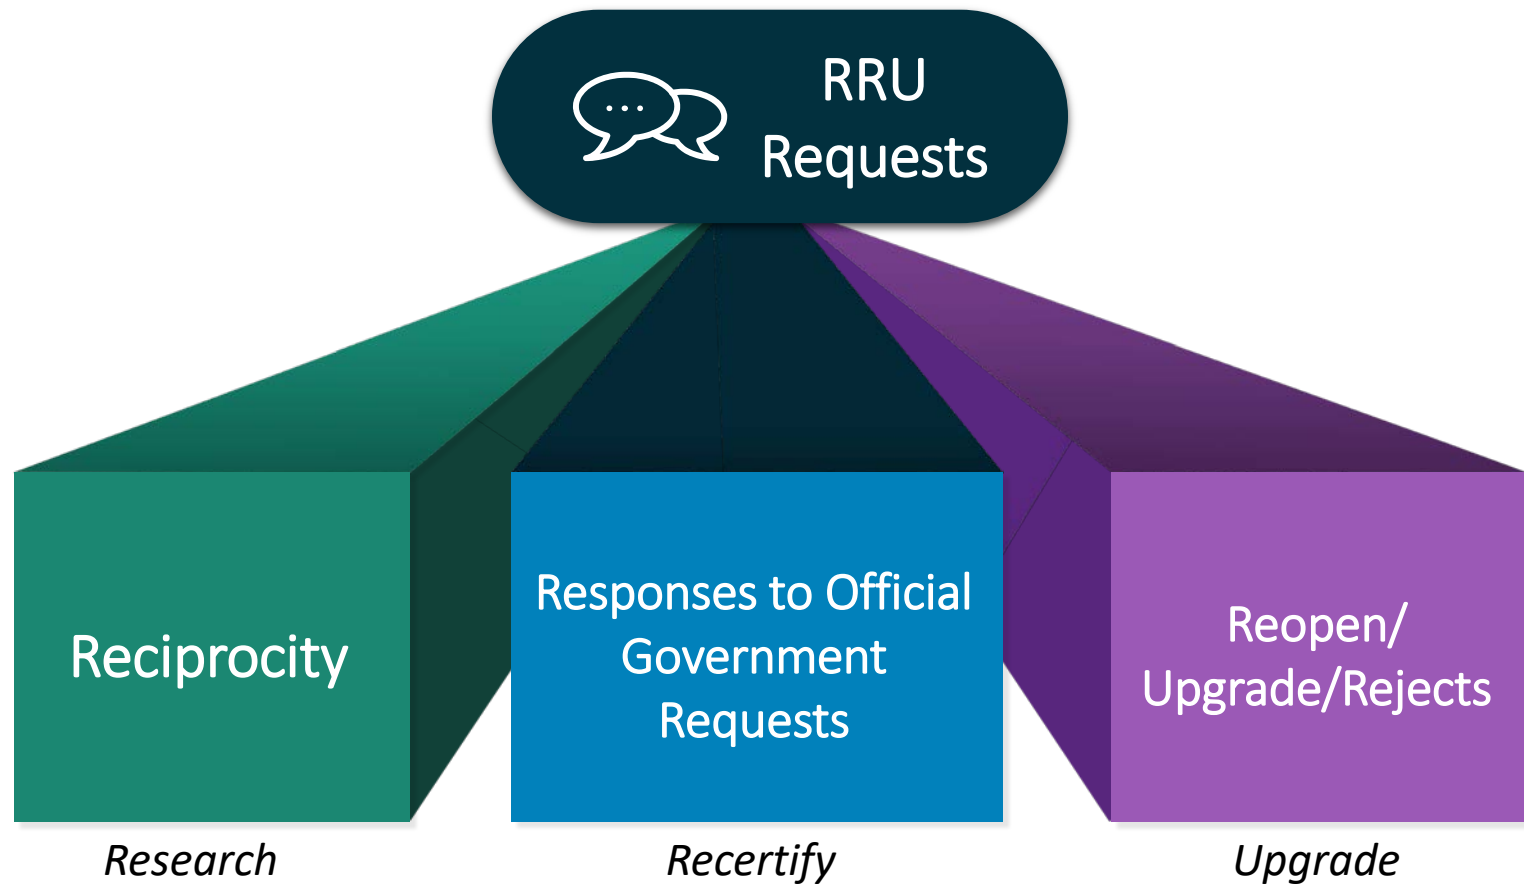 RRU
Requests
Reciprocity
Responses to Official
Government
Requests
Reopen/
Upgrade/Rejects
Research
Recertify
Upgrade